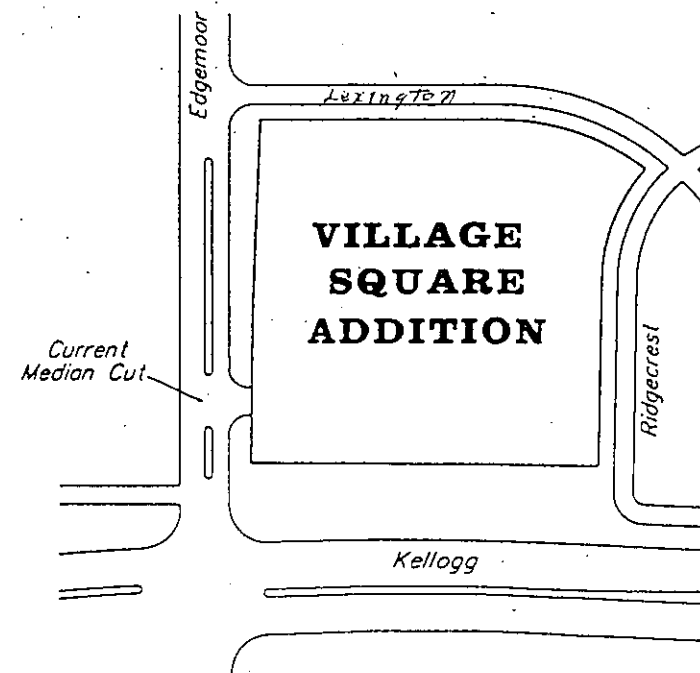 Edgemoor
Lexington
VILLAGE
SQUARE
ADDITION
Current
Median Cut
Ridgecrest
Kellogg